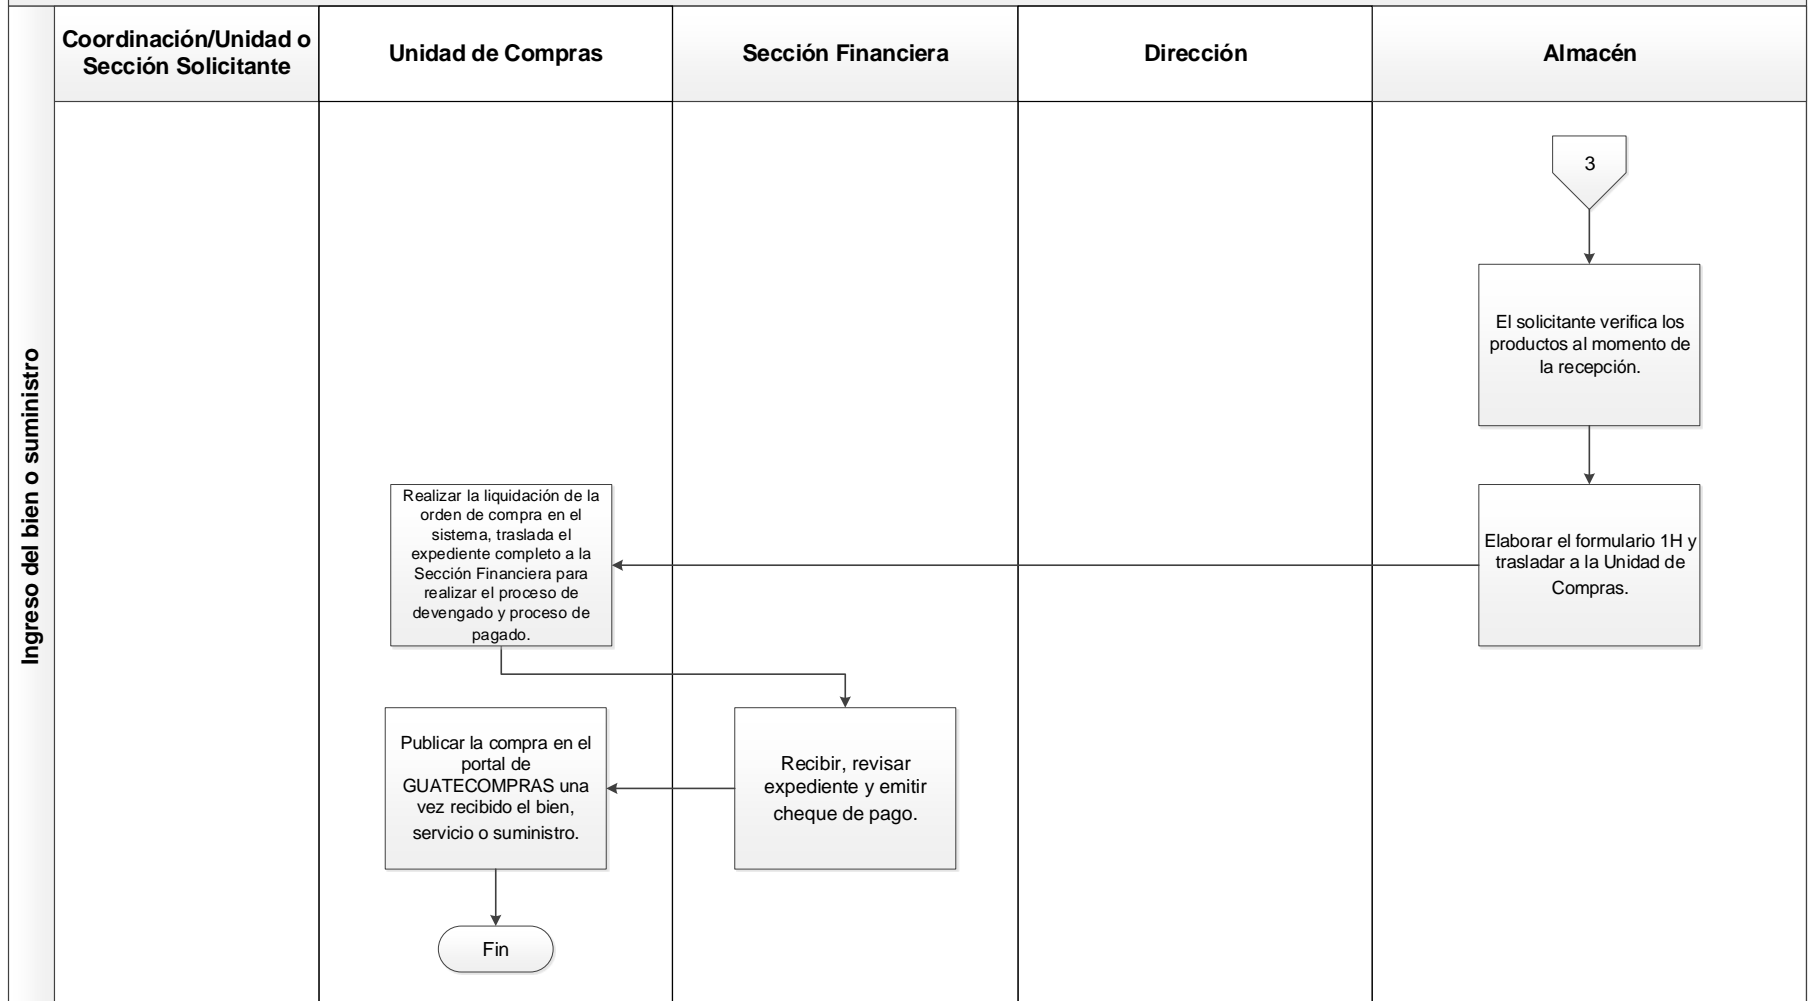 Coordinación/Unidad o
Sección Solicitante
Unidad de Compras
Sección Financiera
Dirección
Almacén
Ingreso del bien o suministro
3
El solicitante verifica los
productos al momento de
la recepción.
Elaborar el formulario 1H y
trasladar a la Unidad de
Compras.
Realizar la liquidación de la
orden de compra en el
sistema, traslada el
expediente completo a la
Sección Financiera para
realizar el proceso de
devengado y proceso de
pagado.
Recibir, revisar
expediente y emitir
cheque de pago.
Publicar la compra en el
portal de
GUATECOMPRAS una
vez recibido el bien,
servicio o suministro.
Fin